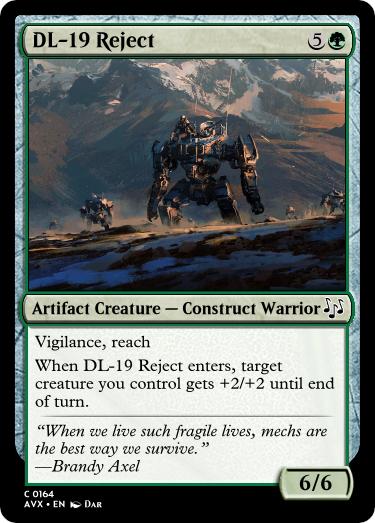 DL-19 Reject 5
Artifact Creature — Construct Warrior
Vigilance, reach
When DL-19 Reject enters, target
creature you control gets +2/+2 until end
of turn.
"When we live such fragile lives, mechs are
the best way we survive."
—Brandy Axel
6/6
C 0164
AVX • EN DAR